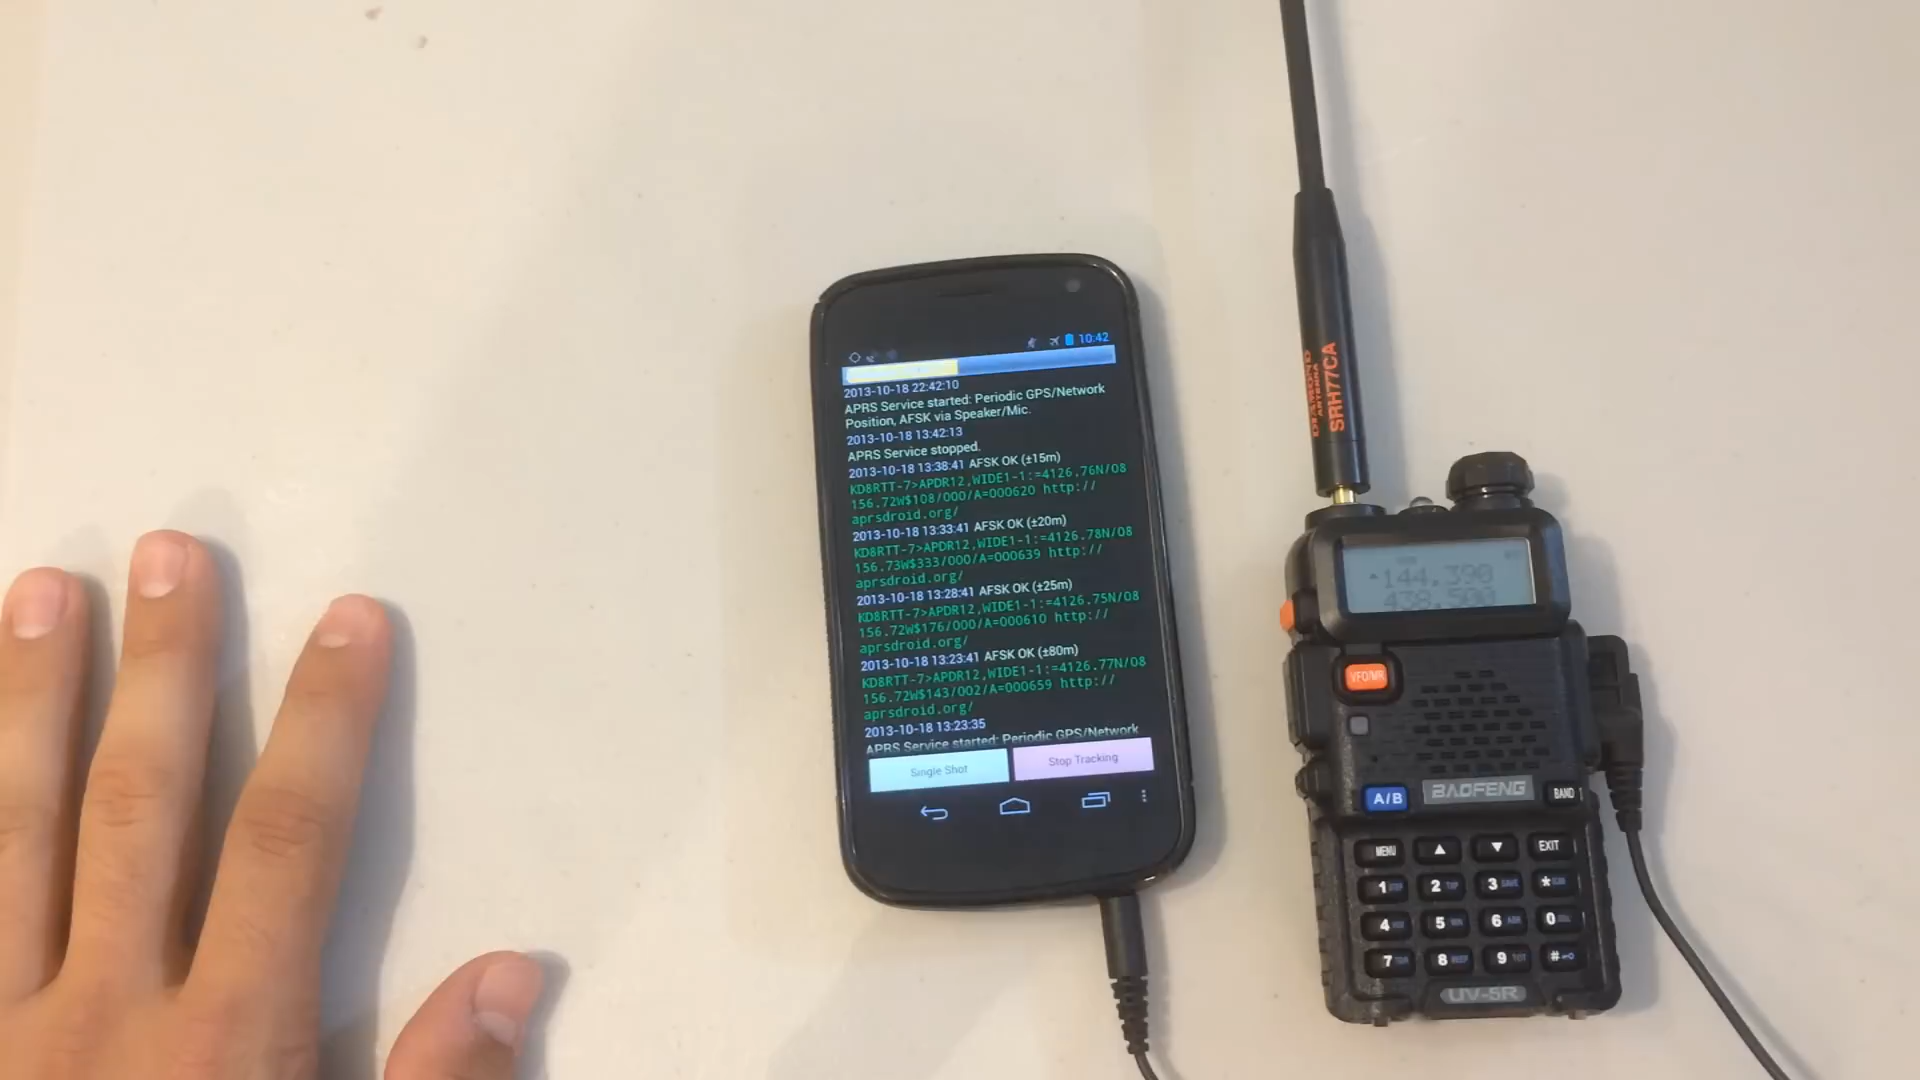 10:42
2013-10-18 22:42:10
APRS Service started: Periodic GPS/Network
Position, AFSK via Speaker/Mic.
2013-10-18 13:42:13
APRS Service stopped.
2013-10-18 13:38:41 AFSK OK (±15m)
KD8RTT-7>APDR12,WIDE1-1:=4126.76N/08
156.72W$108/000/A=000620 http://
aprsdroid.org/
2013-10-18 13:33:41 AFSK OK (±20m)
KD8RTT-7>APDR12,WIDE1-1:=4126.78N/08
156.73W$333/000/A=000639 http://
aprsdroid.org/
2013-10-18 13:28:41 AFSK OK (±25m)
KD8RTT-7>APDR12,WIDE1-1:=4126.75N/08
156.72W$176/000/A=000610 http://
aprsdroid.org/
2013-10-18 13:23:41 AFSK OK (±80m)
KD8RTT-7>APDR12,WIDE1-1:=4126.77N/08
156.72W$143/002/A=000659 http://
aprsdroid.org/
2013-10-18 13:23:35
APRS Service started: Periodic GPS/Network
Single Shot
Stop Tracking
DIAMOND
ANTENNA
SRH77CA
144.390
438.500
VFO/MR
A/B
BAOFENG
BAND
MENU ▲ ▼ EXIT
1 2 3 *
4 5 6 0
7 8 9 #
UV-5R